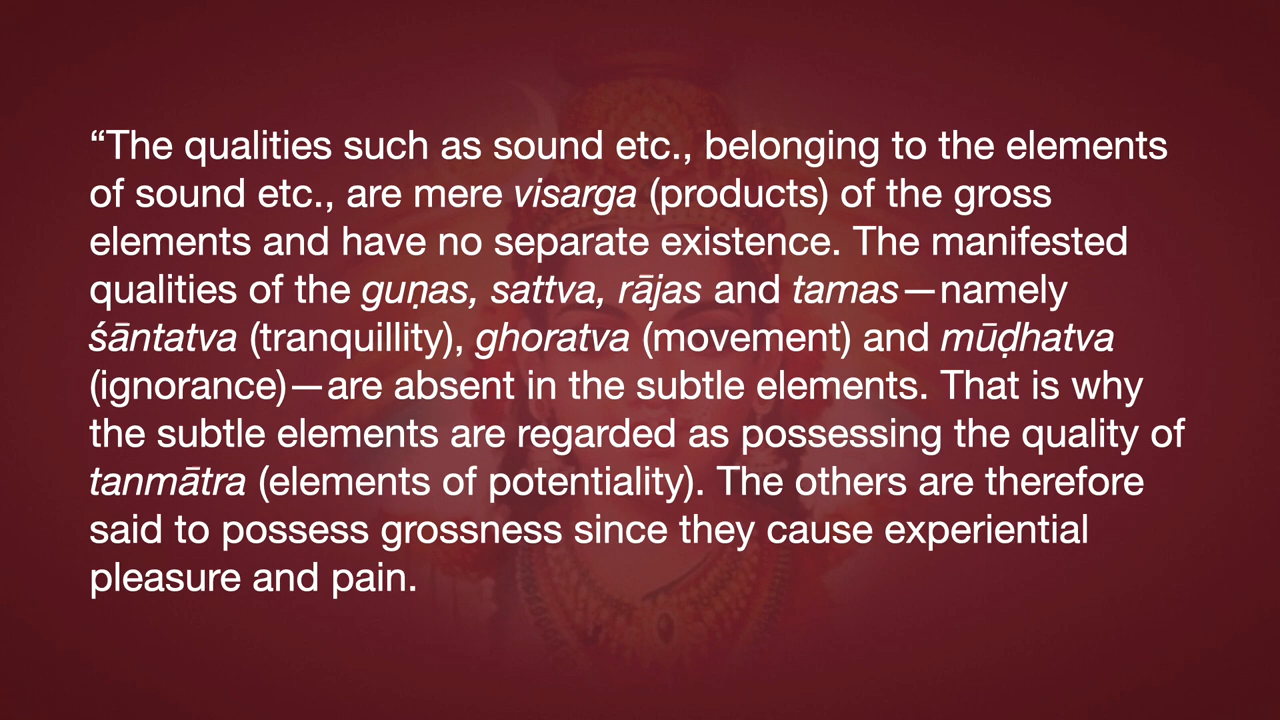 “The qualities such as sound etc., belonging to the elements
of sound etc., are mere visarga (products) of the gross
elements and have no separate existence. The manifested
qualities of the guṇas, sattva, rājas and tamas—namely
śāntatva (tranquillity), ghoratva (movement) and mūḍhatva
(ignorance)—are absent in the subtle elements. That is why
the subtle elements are regarded as possessing the quality of
tanmātra (elements of potentiality). The others are therefore
said to possess grossness since they cause experiential
pleasure and pain.